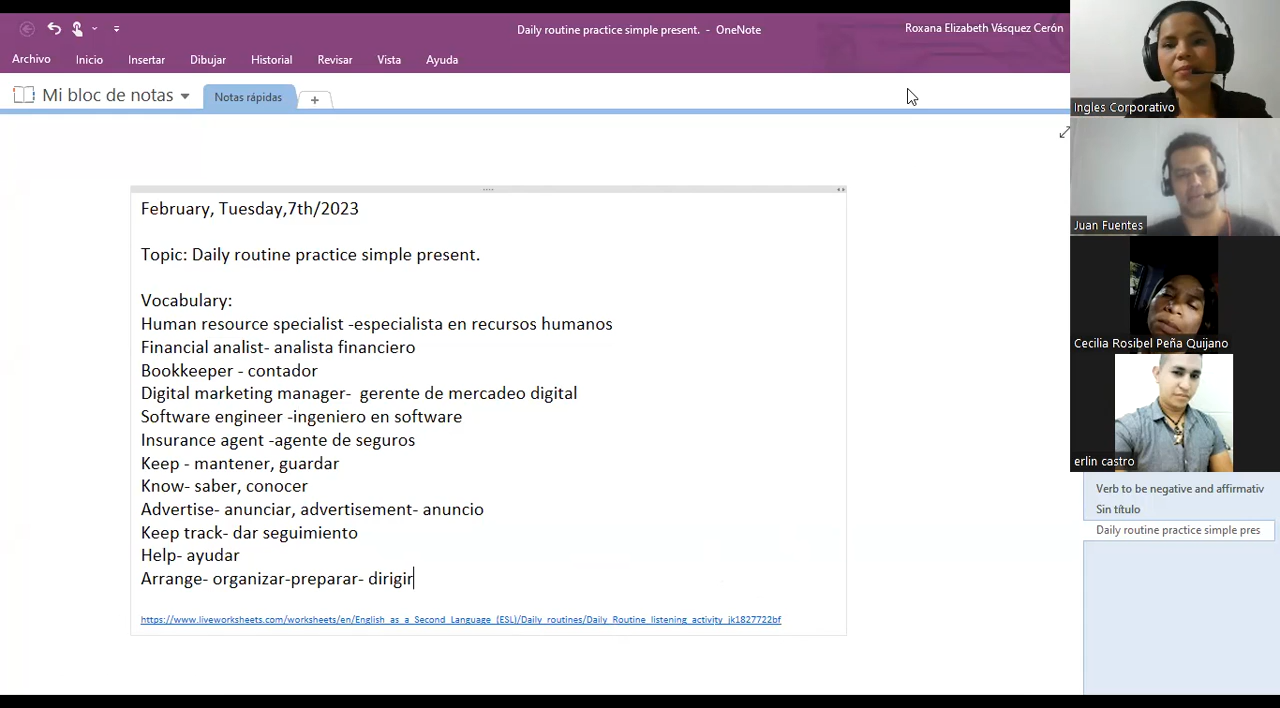 Daily routine practice simple present. - OneNote
Roxana Elizabeth Vásquez Cerón
Archivo Inicio Insertar Dibujar Historial Revisar Vista Ayuda
Mi bloc de notas
Notas rápidas
February, Tuesday,7th/2023
Topic: Daily routine practice simple present.
Vocabulary:
Human resource specialist -especialista en recursos humanos
Financial analist- analista financiero
Bookkeeper - contador
Digital marketing manager-  gerente de mercadeo digital
Software engineer -ingeniero en software
Insurance agent -agente de seguros
Keep - mantener, guardar
Know- saber, conocer
Advertise- anunciar, advertisement- anuncio
Keep track- dar seguimiento
Help- ayudar
Arrange- organizar-preparar- dirigir
https://www.liveworksheets.com/worksheets/en/English_as_a_Second_Language_(ESL)/Daily_routines/Daily_Routine_listening_activity_jk1827722bf
Ingles Corporativo
Juan Fuentes
Cecilia Rosibel Peña Quijano
erlin castro
Verb to be negative and affirmativ
Sin título
Daily routine practice simple pres